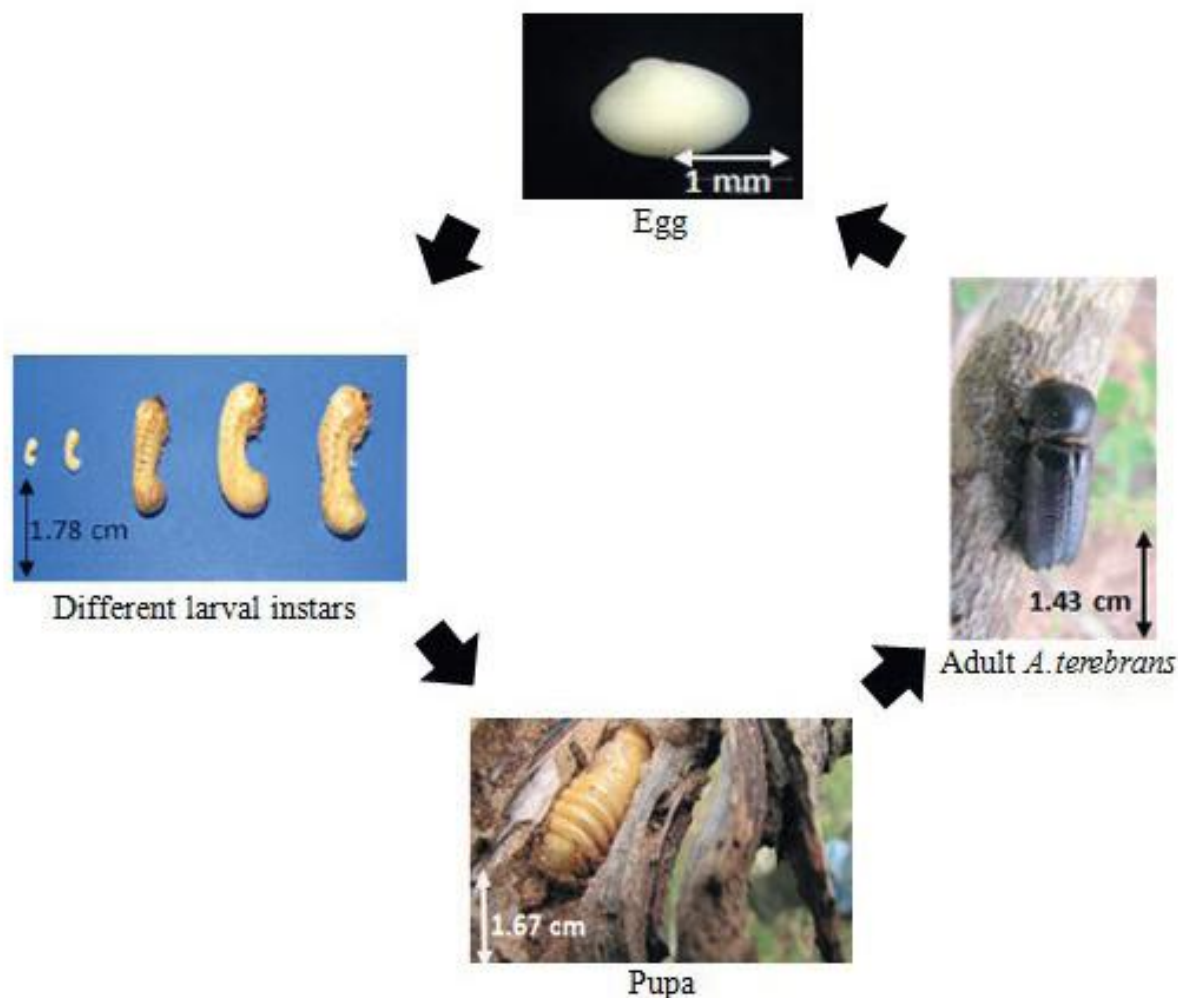 1 mm
Egg
1.78 cm
Different larval instars
1.43 cm
Adult A.terebrans
1.67 cm
Pupa